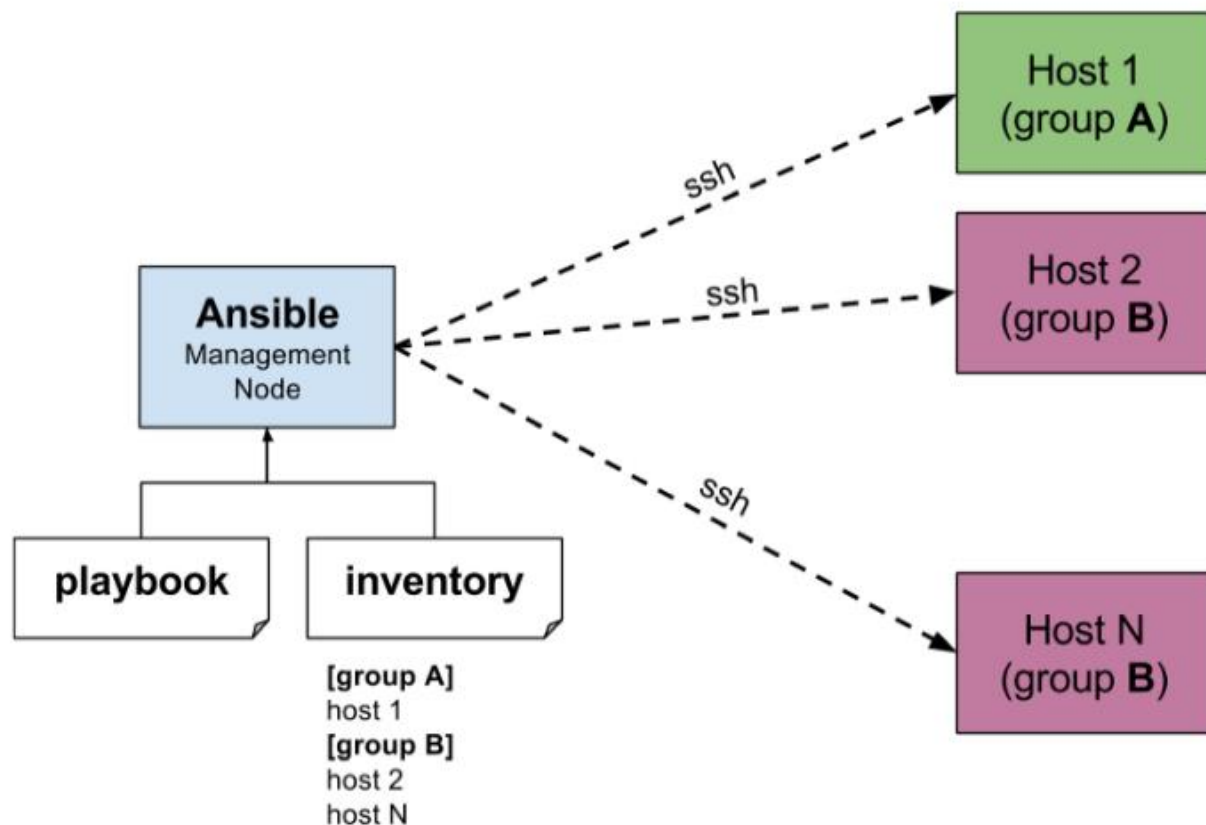 Host 1
(group A)
ssh
Host 2
(group B)
ssh
Ansible
Management
Node
ssh
playbook
inventory
Host N
(group B)
[group A]
host 1
[group B]
host 2
host N